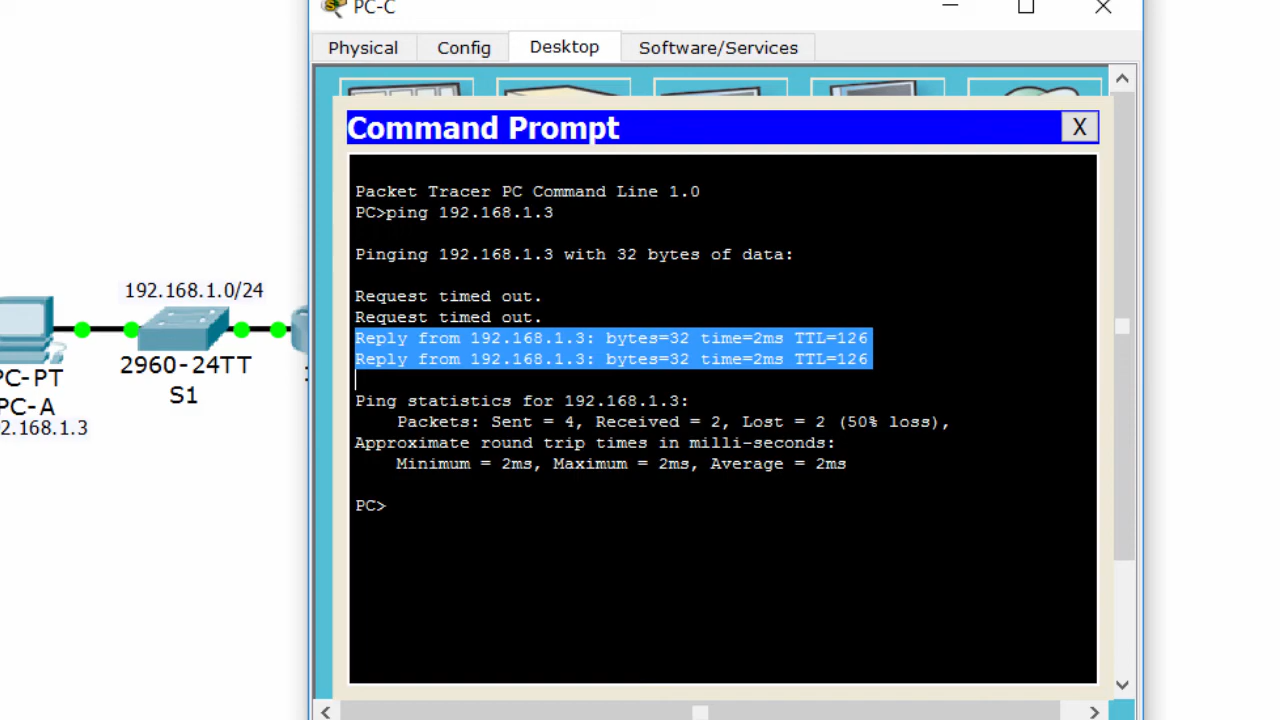 PC-C
Physical
Config
Desktop
Software/Services
Command Prompt
X
Packet Tracer PC Command Line 1.0
PC>ping 192.168.1.3
Pinging 192.168.1.3 with 32 bytes of data:
Request timed out.
Request timed out.
Reply from 192.168.1.3: bytes=32 time=2ms TTL=126
Reply from 192.168.1.3: bytes=32 time=2ms TTL=126
Ping statistics for 192.168.1.3:
Packets: Sent = 4, Received = 2, Lost = 2 (50% loss),
Approximate round trip times in milli-seconds:
Minimum = 2ms, Maximum = 2ms, Average = 2ms
PC>
192.168.1.0/24
2960-24TT
S1
PC-PT
PC-A
2.168.1.3